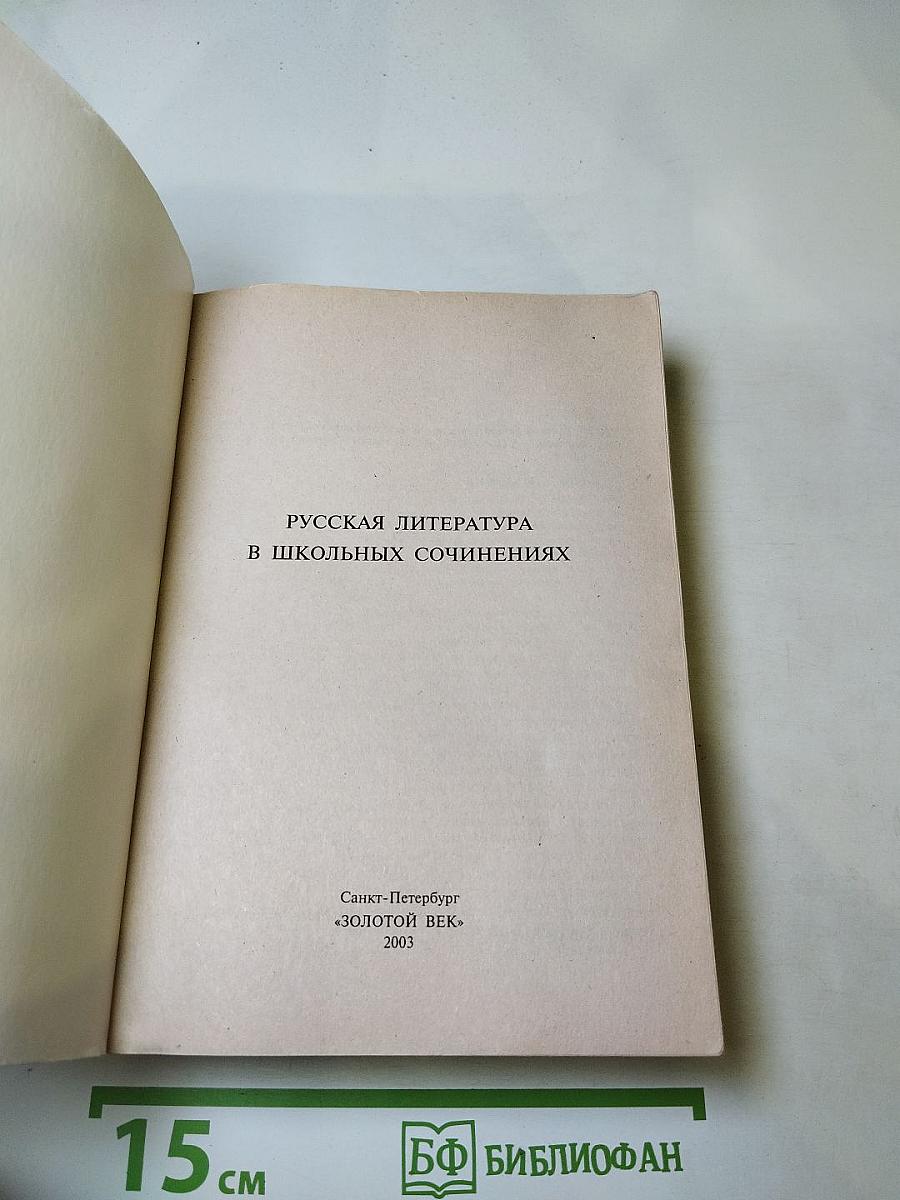 РУССКАЯ ЛИТЕРАТУРА
В ШКОЛЬНЫХ СОЧИНЕНИЯХ
Санкт-Петербург
«ЗОЛОТОЙ ВЕК»
2003
15 см
БФ БИБЛИОФАН